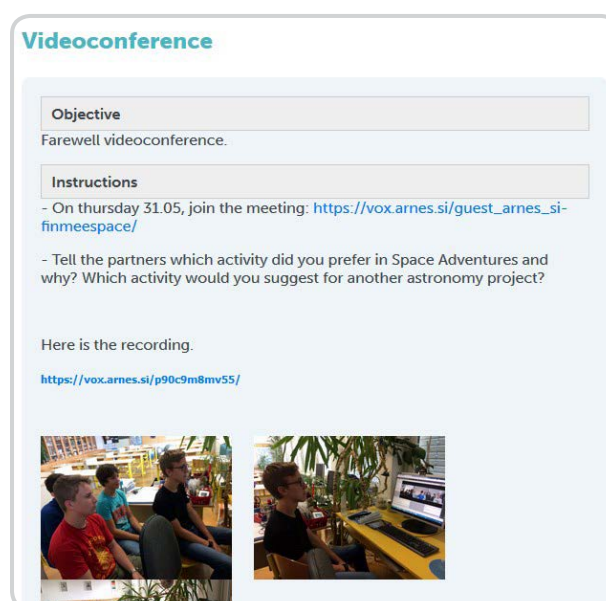 Videoconference
Objective
Farewell videoconference.
Instructions
- On thursday 31.05, join the meeting: https://vox.arnes.si/guest_arnes_si-
finmeespace/
- Tell the partners which activity did you prefer in Space Adventures and
why? Which activity would you suggest for another astronomy project?
Here is the recording.
https://vox.arnes.si/p90c9m8mv55/